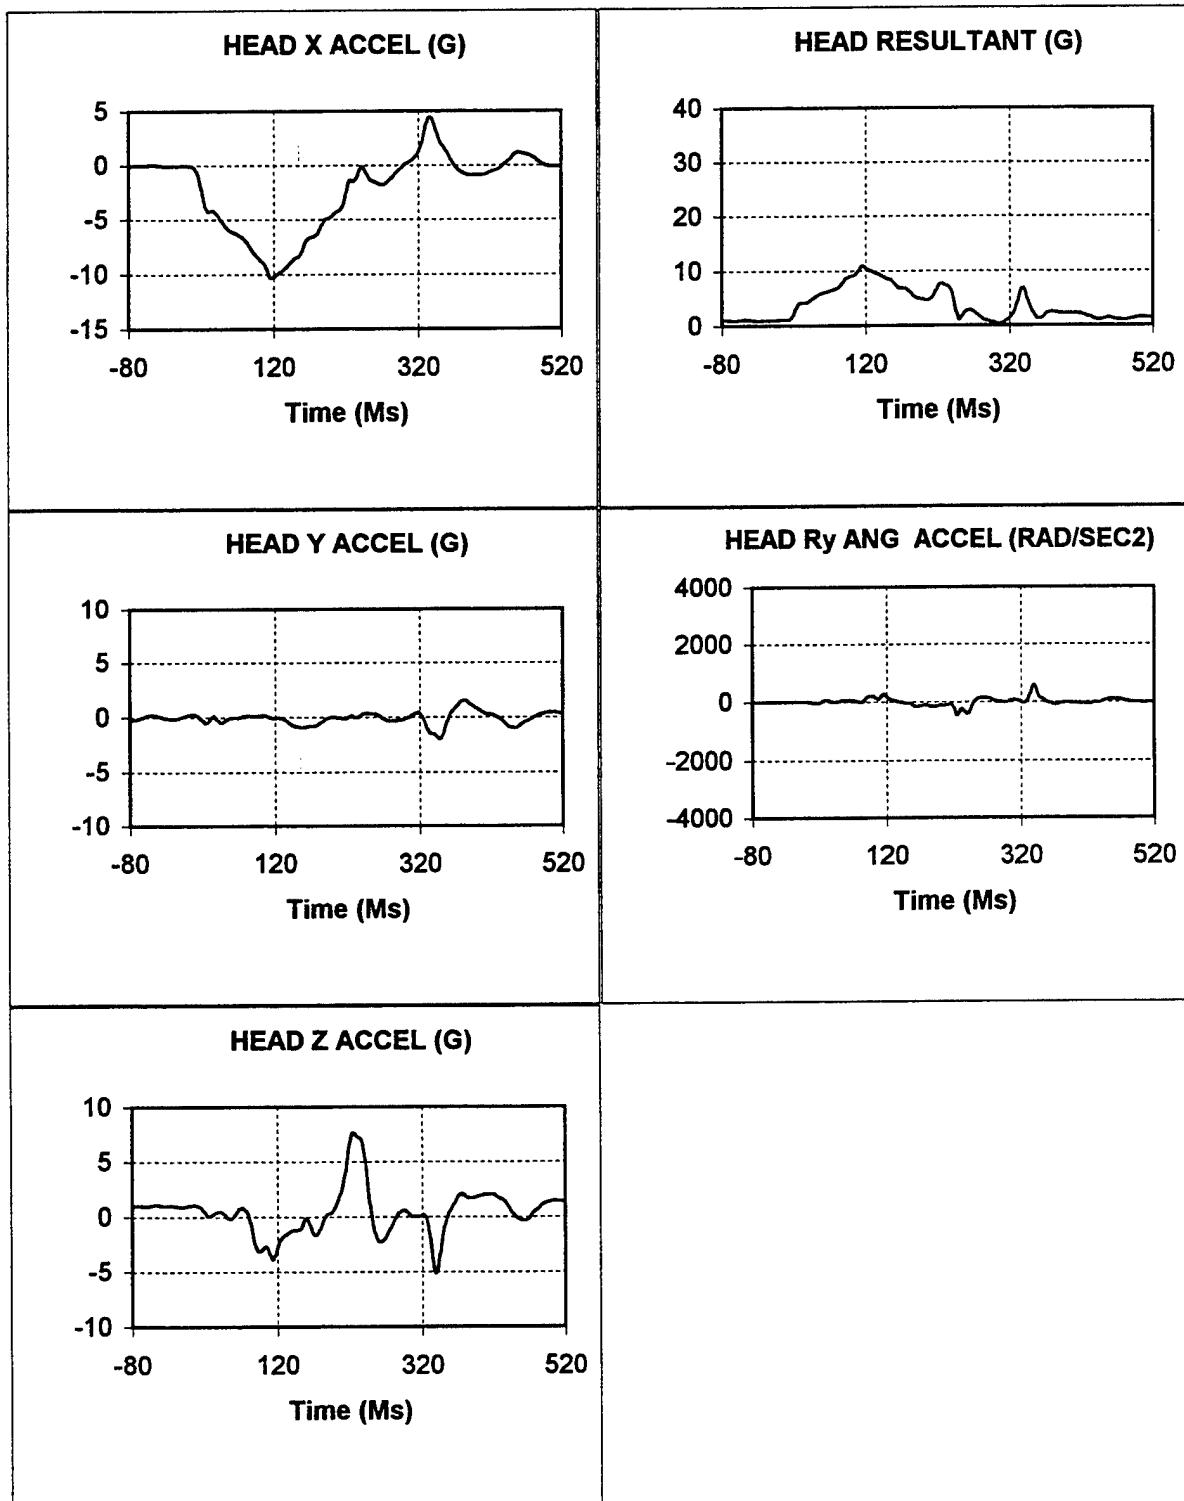 HEAD X ACCEL (G)
5
0
-5
-10
-15
-80 120 320 520
Time (Ms)
HEAD RESULTANT (G)
40
30
20
10
0
-80 120 320 520
Time (Ms)
HEAD Y ACCEL (G)
10
5
0
-5
-10
-80 120 320 520
Time (Ms)
HEAD Ry ANG ACCEL (RAD/SEC2)
4000
2000
0
-2000
-4000
-80 120 320 520
Time (Ms)
HEAD Z ACCEL (G)
10
5
0
-5
-10
-80 120 320 520
Time (Ms)